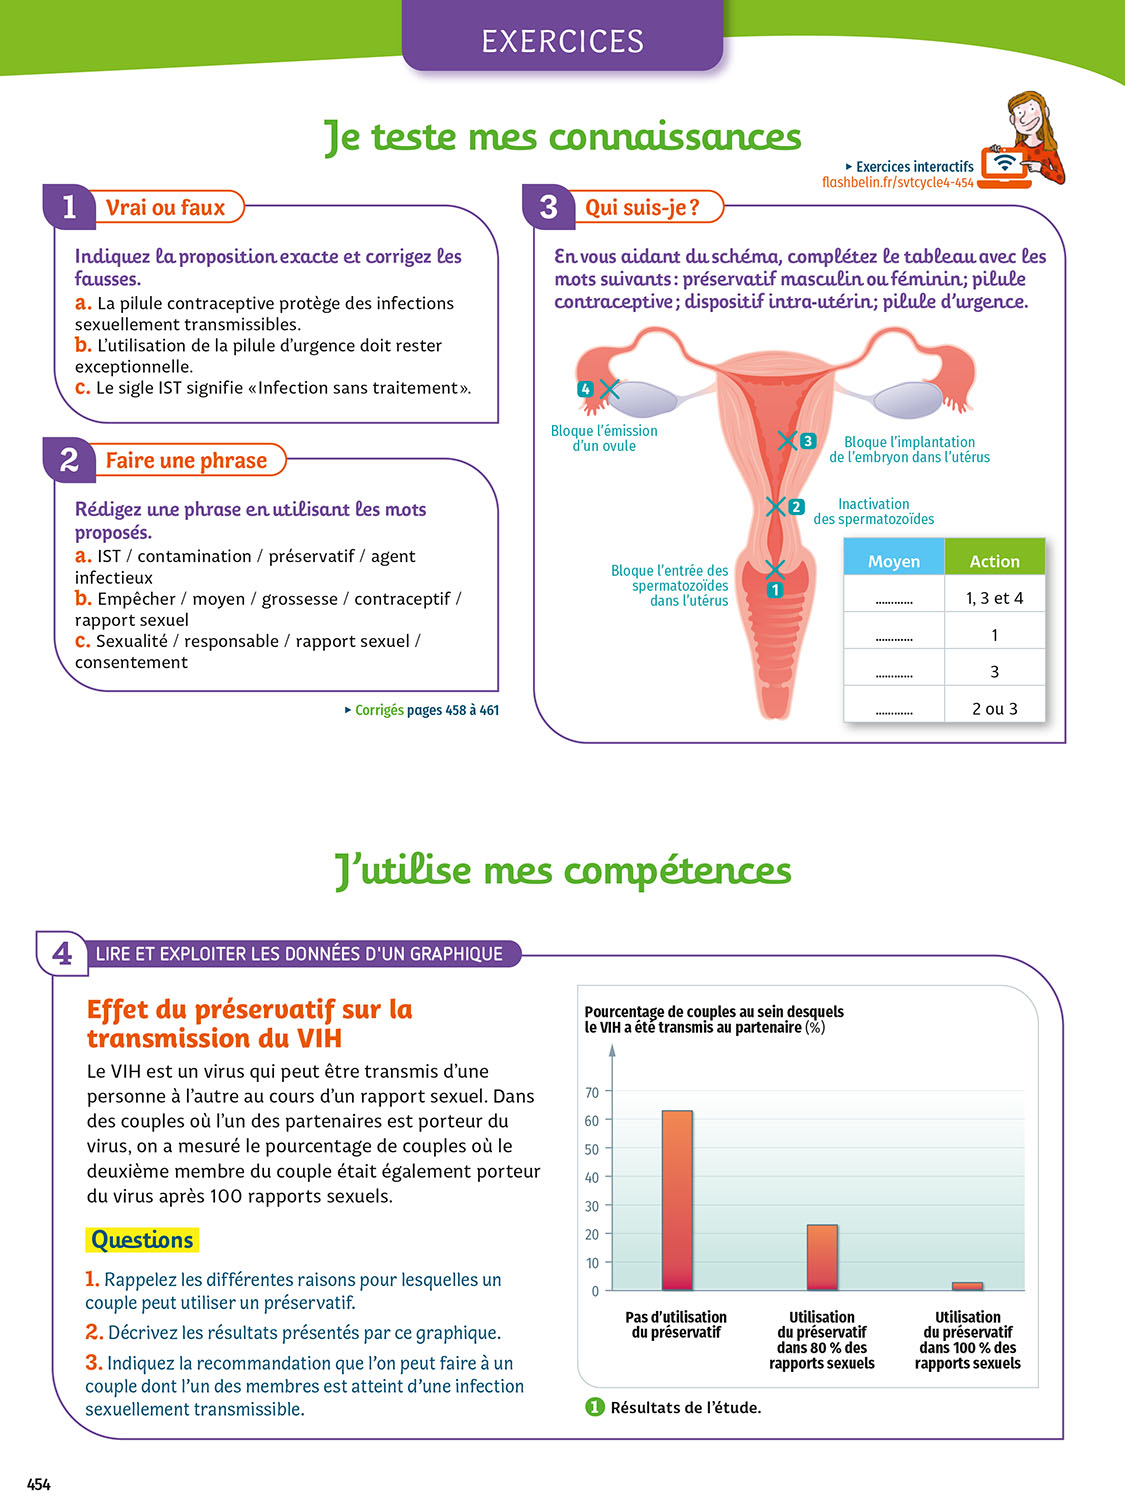 EXERCICES
Je teste mes connaissances
▸ Exercices interactifs
flashbelin.fr/svtcycle4-454
1 Vrai ou faux
Indiquez la proposition exacte et corrigez les
fausses.
a. La pilule contraceptive protège des infections
sexuellement transmissibles.
b. L’utilisation de la pilule d’urgence doit rester
exceptionnelle.
c. Le sigle IST signifie «Infection sans traitement».
2 Faire une phrase
Rédigez une phrase en utilisant les mots
proposés.
a. IST / contamination / préservatif / agent
infectieux
b. Empêcher / moyen / grossesse / contraceptif /
rapport sexuel
c. Sexualité / responsable / rapport sexuel /
consentement
▸ Corrigés pages 458 à 461
3 Qui suis-je ?
En vous aidant du schéma, complétez le tableau avec les
mots suivants : préservatif masculin ou féminin ; pilule
contraceptive ; dispositif intra-utérin ; pilule d’urgence.
4
Bloque l’émission
d’un ovule
3
Bloque l’implantation
de l’embryon dans l’utérus
2
Inactivation
des spermatozoïdes
Bloque l’entrée des
spermatozoïdes
dans l’utérus
1
Moyen Action
............ 1, 3 et 4
............ 1
............ 3
............ 2 ou 3
J’utilise mes compétences
4 LIRE ET EXPLOITER LES DONNÉES D'UN GRAPHIQUE
Effet du préservatif sur la
transmission du VIH
Le VIH est un virus qui peut être transmis d’une
personne à l’autre au cours d’un rapport sexuel. Dans
des couples où l’un des partenaires est porteur du
virus, on a mesuré le pourcentage de couples où le
deuxième membre du couple était également porteur
du virus après 100 rapports sexuels.
Questions
1. Rappelez les différentes raisons pour lesquelles un
couple peut utiliser un préservatif.
2. Décrivez les résultats présentés par ce graphique.
3. Indiquez la recommandation que l’on peut faire à un
couple dont l’un des membres est atteint d’une infection
sexuellement transmissible.
Pourcentage de couples au sein desquels
le VIH a été transmis au partenaire (%)
70
60
50
40
30
20
10
0
Pas d’utilisation
du préservatif
Utilisation
du préservatif
dans 80 % des
rapports sexuels
Utilisation
du préservatif
dans 100 % des
rapports sexuels
1 Résultats de l’étude.
454